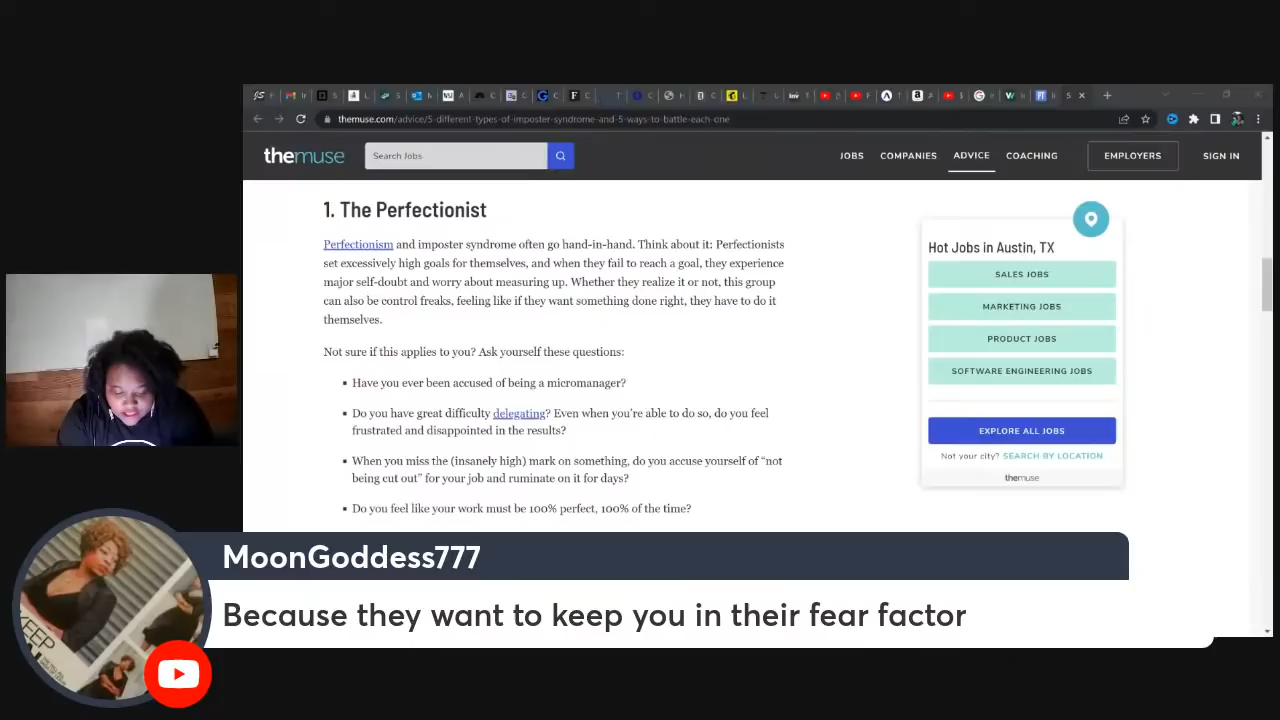 themuse.com/advice/5-different-types-of-imposter-syndrome-and-5-ways-to-battle-each-one
themuse
Search Jobs
JOBS
COMPANIES
ADVICE
COACHING
EMPLOYERS
SIGN IN
1. The Perfectionist
Perfectionism and imposter syndrome often go hand-in-hand. Think about it: Perfectionists
set excessively high goals for themselves, and when they fail to reach a goal, they experience
major self-doubt and worry about measuring up. Whether they realize it or not, this group
can also be control freaks, feeling like if they want something done right, they have to do it
themselves.
Not sure if this applies to you? Ask yourself these questions:
▪ Have you ever been accused of being a micromanager?
▪ Do you have great difficulty delegating? Even when you’re able to do so, do you feel
frustrated and disappointed in the results?
▪ When you miss the (insanely high) mark on something, do you accuse yourself of “not
being cut out” for your job and ruminate on it for days?
▪ Do you feel like your work must be 100% perfect, 100% of the time?
Hot Jobs in Austin, TX
SALES JOBS
MARKETING JOBS
PRODUCT JOBS
SOFTWARE ENGINEERING JOBS
EXPLORE ALL JOBS
Not your city? SEARCH BY LOCATION
themuse
MoonGoddess777
Because they want to keep you in their fear factor